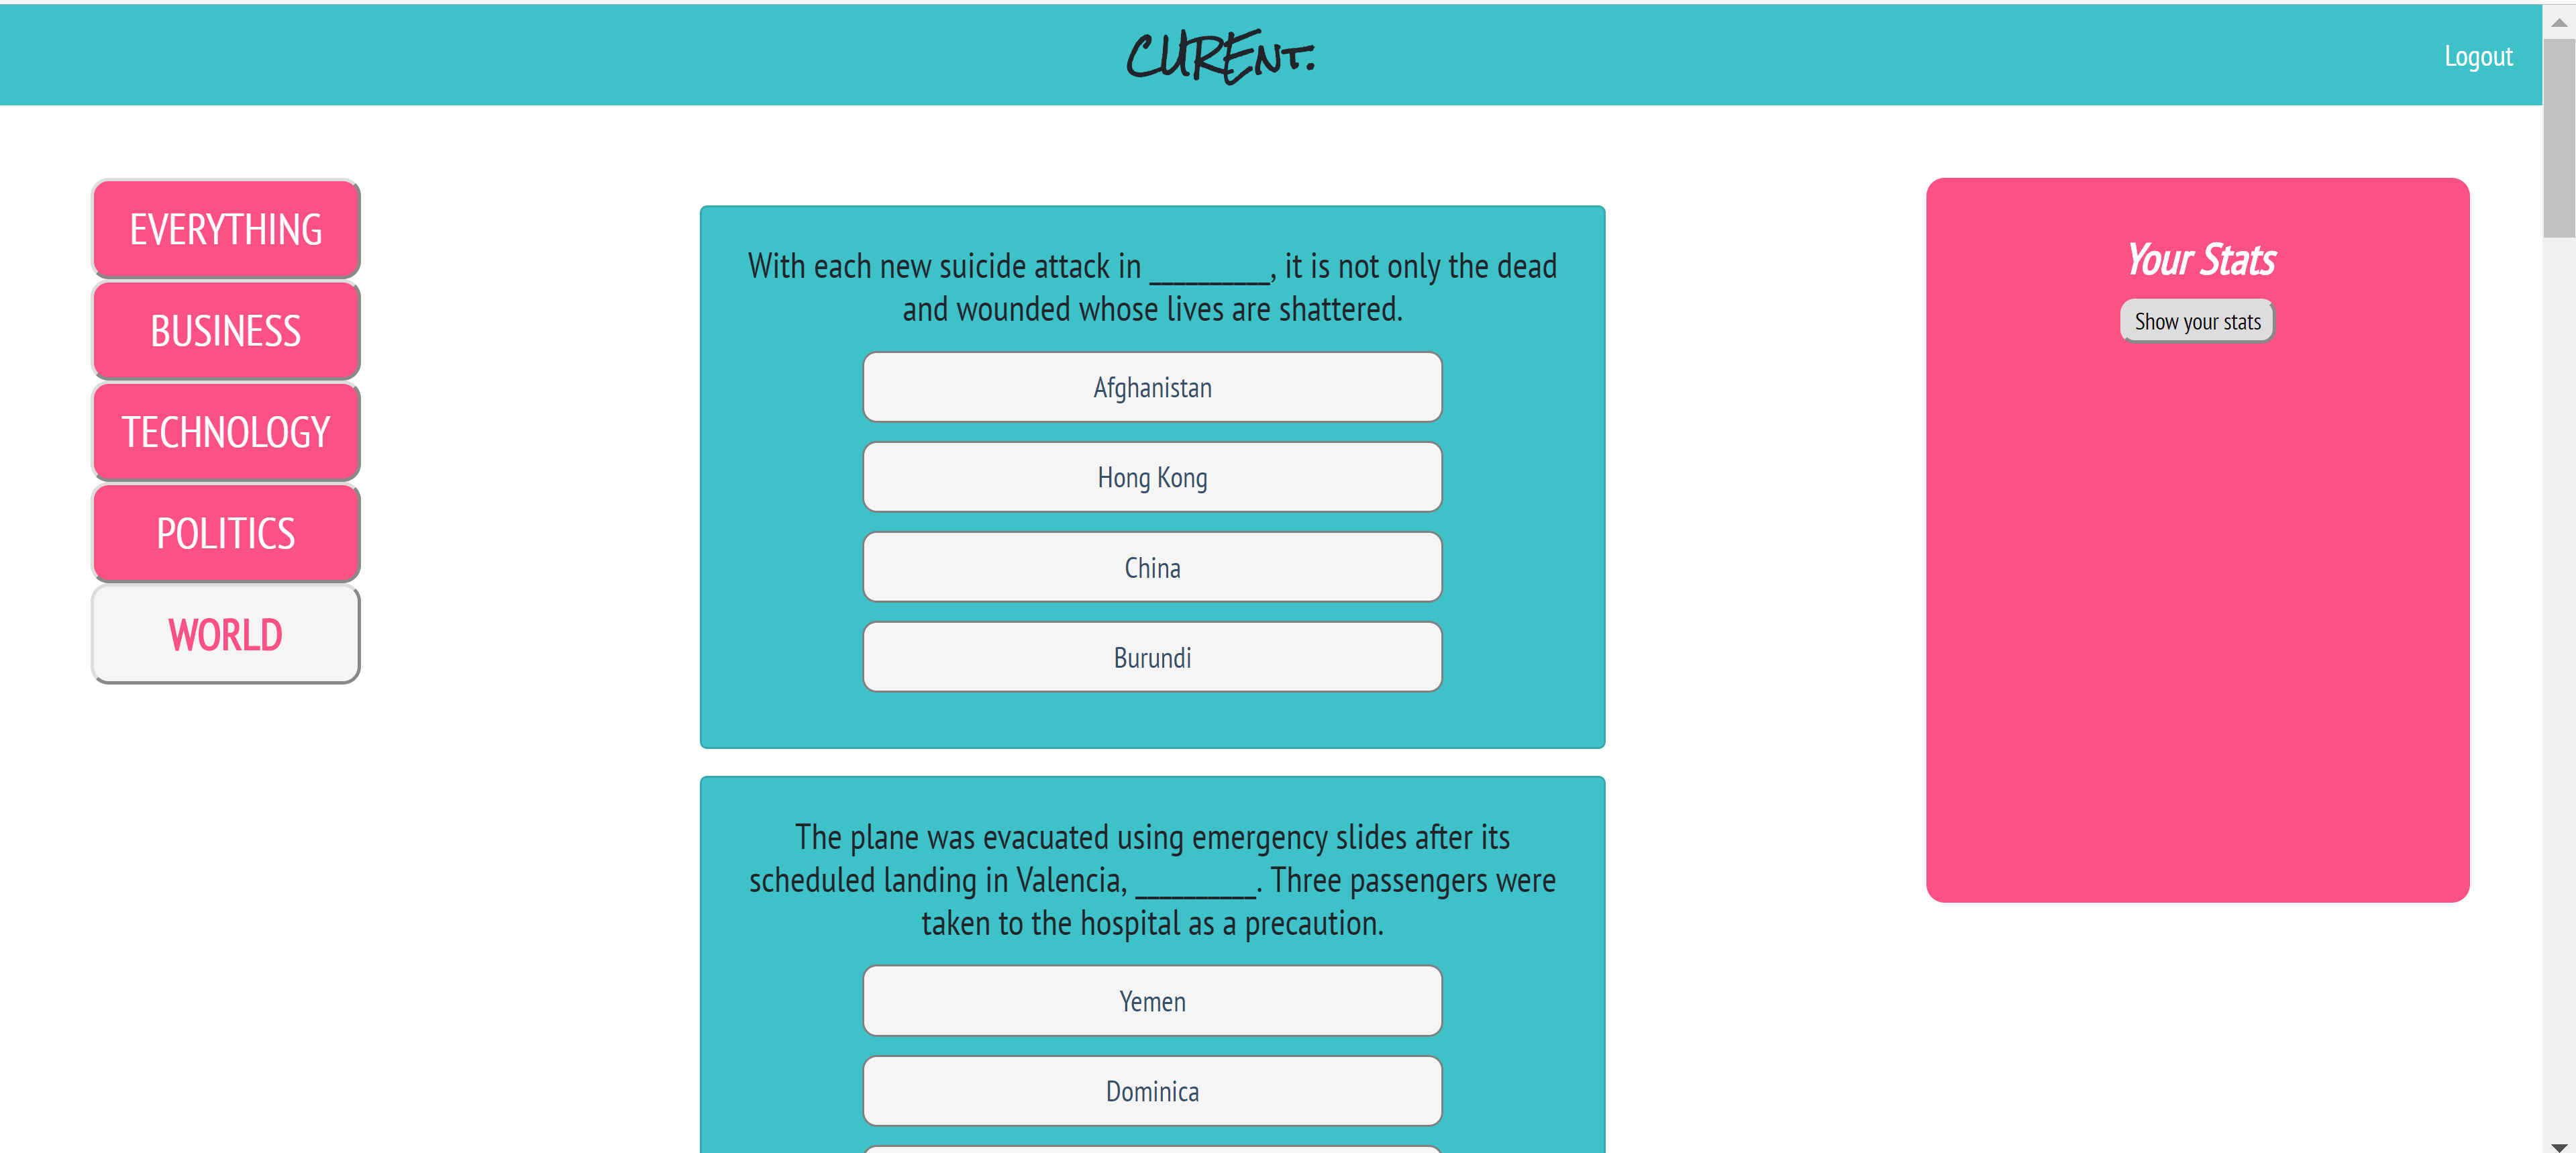 CURENT.
Logout
EVERYTHING
BUSINESS
TECHNOLOGY
POLITICS
WORLD
With each new suicide attack in __________, it is not only the dead
and wounded whose lives are shattered.
Afghanistan
Hong Kong
China
Burundi
The plane was evacuated using emergency slides after its
scheduled landing in Valencia, __________. Three passengers were
taken to the hospital as a precaution.
Yemen
Dominica
Your Stats
Show your stats